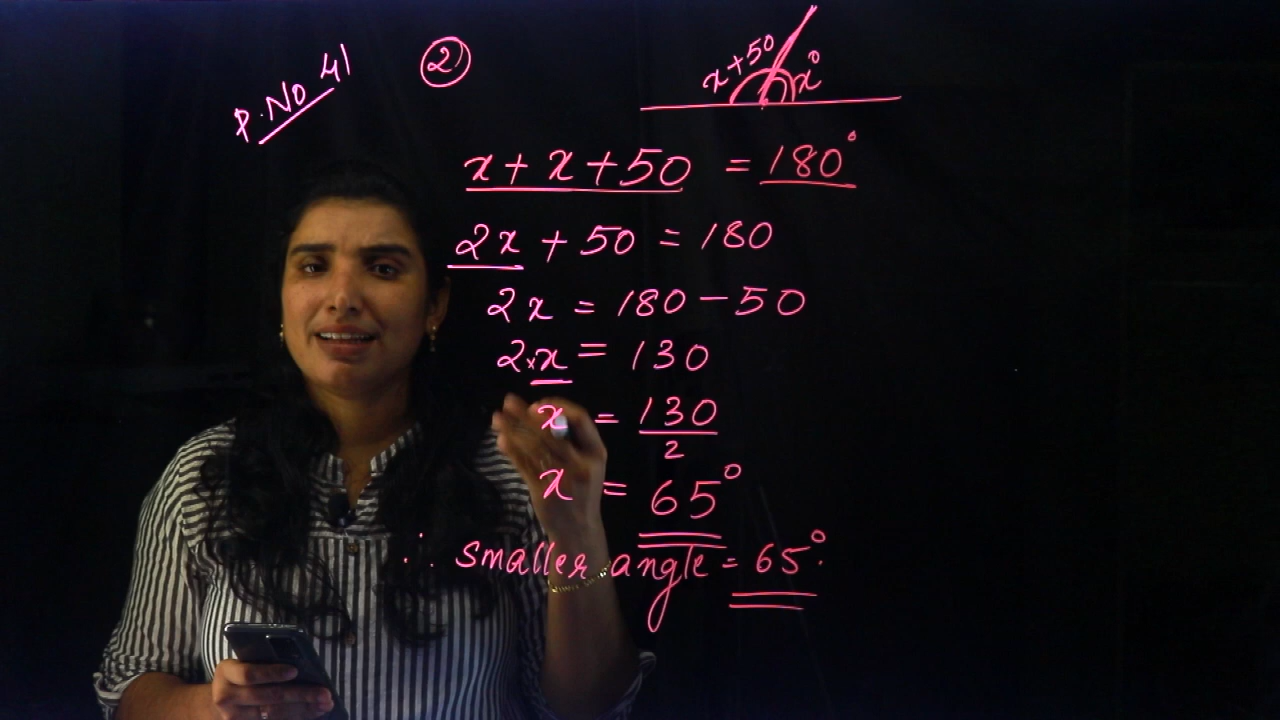 P.No 41
2
x+50 x°
x + x + 50 = 180°
2x + 50 = 180
2x = 180 - 50
2×x = 130
x = 130/2
x = 65°
∴ smaller angle = 65°.